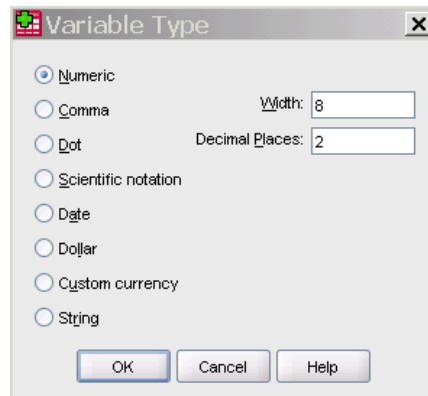 Variable Type
Numeric
Comma
Width: 8
Dot
Decimal Places: 2
Scientific notation
Date
Dollar
Custom currency
String
OK Cancel Help